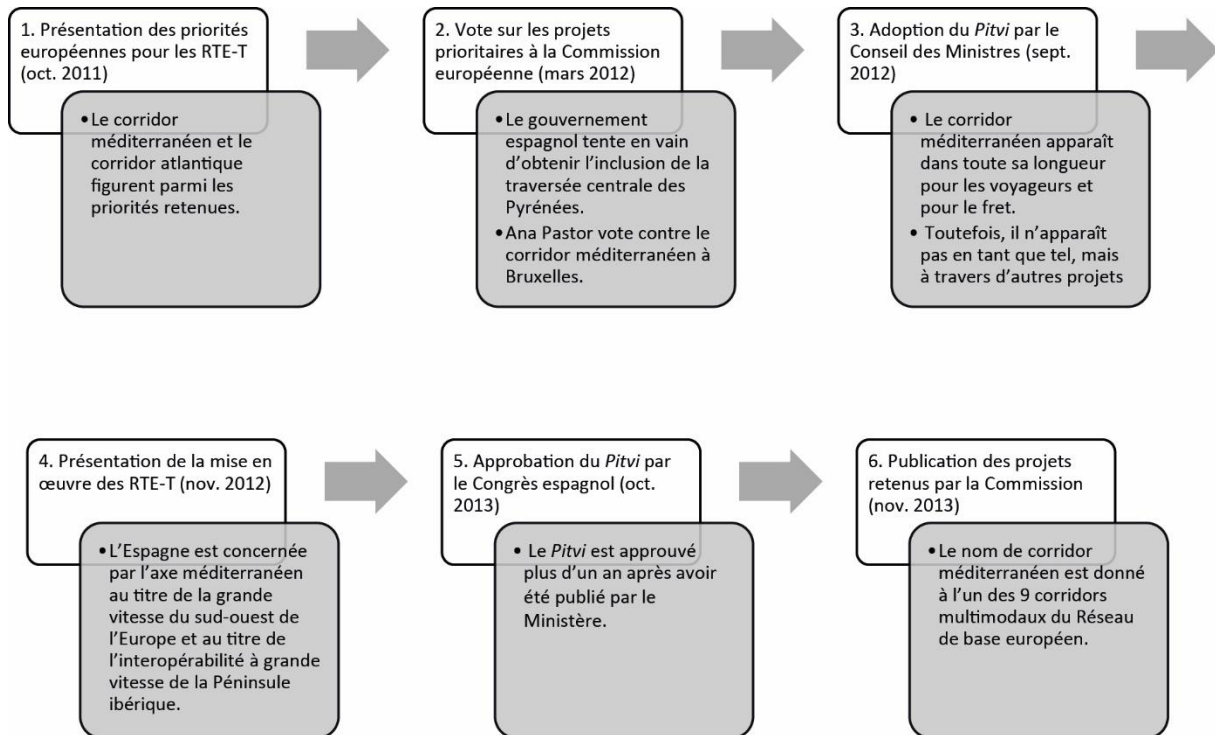 1. Présentation des priorités
européennes pour les RTE-T
(oct. 2011)
•Le corridor
méditerranéen et le
corridor atlantique
figurent parmi les
priorités retenues.
2. Vote sur les projets
prioritaires à la Commission
européenne (mars 2012)
•Le gouvernement
espagnol tente en vain
d’obtenir l’inclusion de la
traversée centrale des
Pyrénées.
•Ana Pastor vote contre le
corridor méditerranéen à
Bruxelles.
3. Adoption du Pitvi par le
Conseil des Ministres (sept.
2012)
• Le corridor
méditerranéen apparaît
dans toute sa longueur
pour les voyageurs et
pour le fret.
• Toutefois, il n’apparaît
pas en tant que tel, mais
à travers d’autres projets
4. Présentation de la mise en
œuvre des RTE-T (nov. 2012)
•L’Espagne est concernée
par l’axe méditerranéen
au titre de la grande
vitesse du sud-ouest de
l’Europe et au titre de
l’interopérabilité à grande
vitesse de la Péninsule
ibérique.
5. Approbation du Pitvi par
le Congrès espagnol (oct.
2013)
• Le Pitvi est approuvé
plus d’un an après avoir
été publié par le
Ministère.
6. Publication des projets
retenus par la Commission
(nov. 2013)
•Le nom de corridor
méditerranéen est donné
à l’un des 9 corridors
multimodaux du Réseau
de base européen.